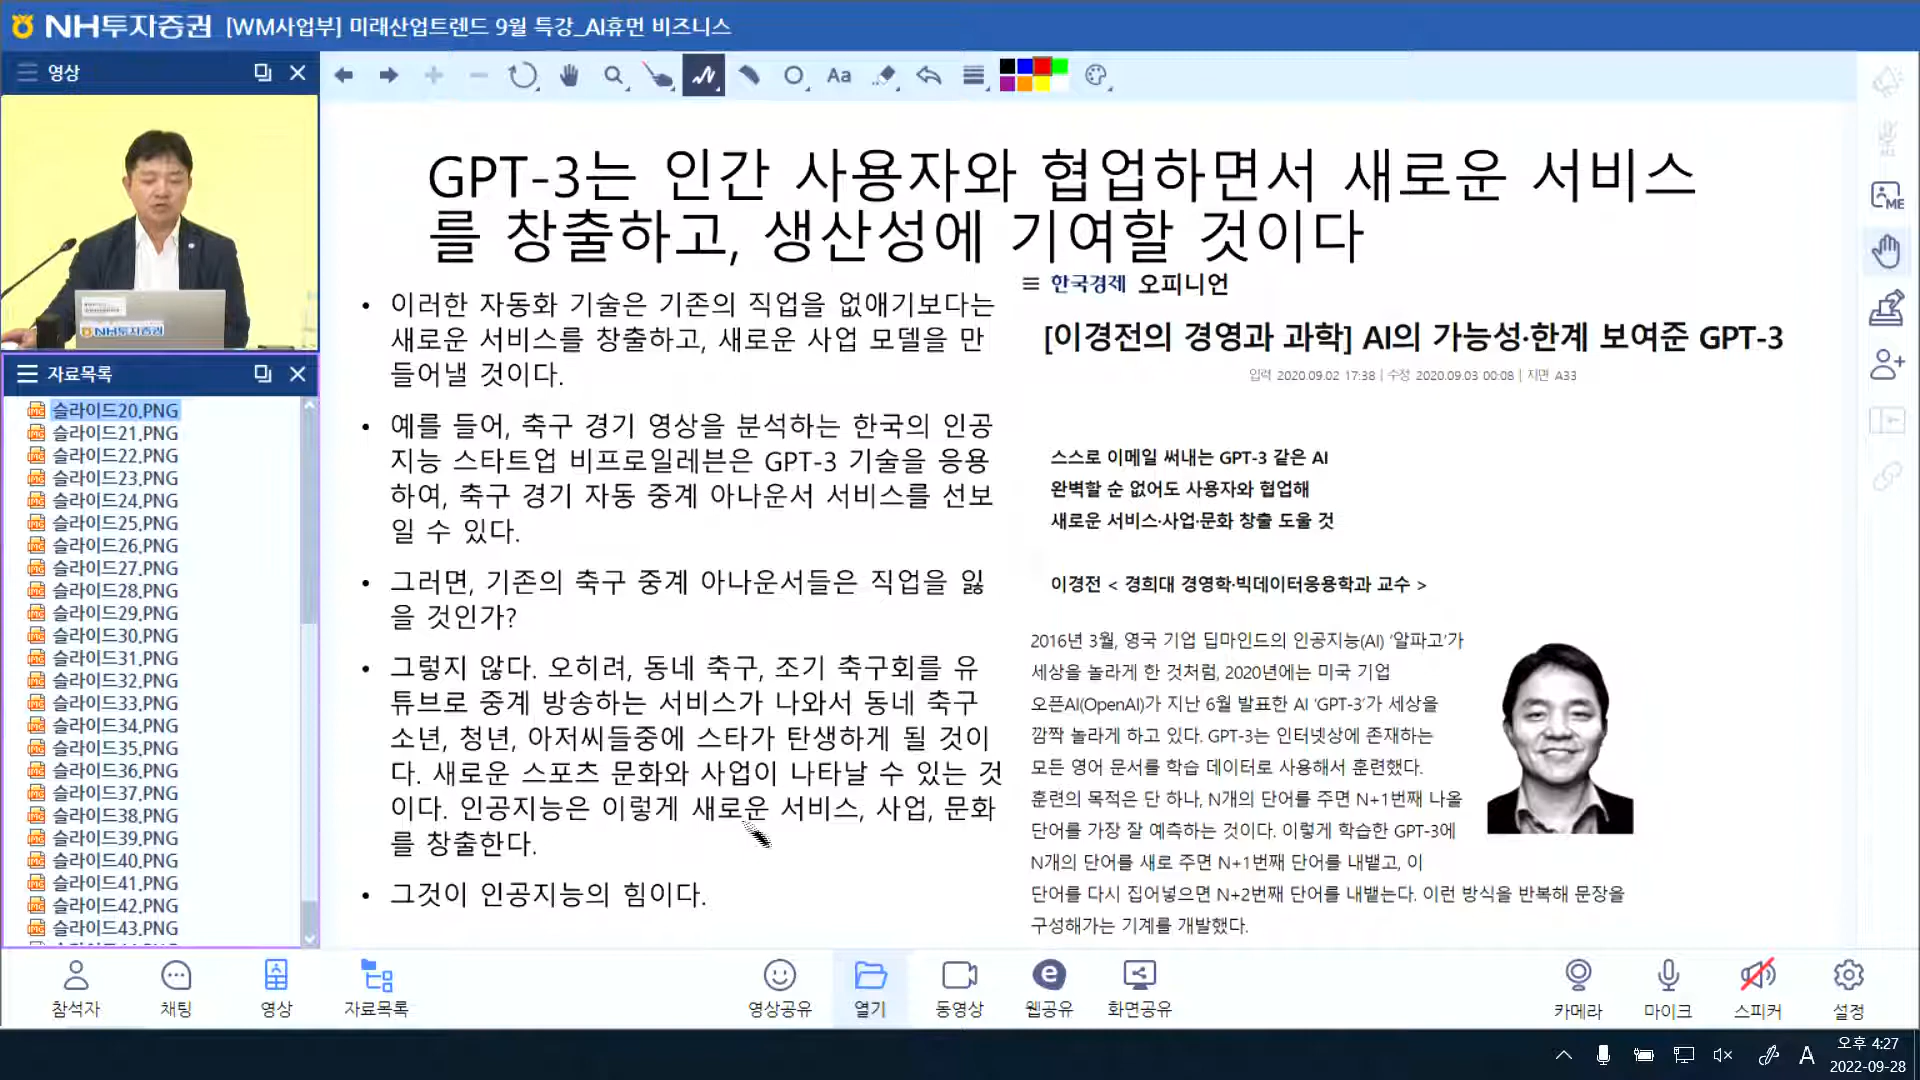 NH투자증권 [WM사업부] 미래산업트렌드 9월 특강_AI휴먼 비즈니스
영상
Aa
ME
NH투자증권
자료목록
슬라이드20.PNG
슬라이드21.PNG
슬라이드22.PNG
슬라이드23.PNG
슬라이드24.PNG
슬라이드25.PNG
슬라이드26.PNG
슬라이드27.PNG
슬라이드28.PNG
슬라이드29.PNG
슬라이드30.PNG
슬라이드31.PNG
슬라이드32.PNG
슬라이드33.PNG
슬라이드34.PNG
슬라이드35.PNG
슬라이드36.PNG
슬라이드37.PNG
슬라이드38.PNG
슬라이드39.PNG
슬라이드40.PNG
슬라이드41.PNG
슬라이드42.PNG
슬라이드43.PNG
GPT-3는 인간 사용자와 협업하면서 새로운 서비스
를 창출하고, 생산성에 기여할 것이다
• 이러한 자동화 기술은 기존의 직업을 없애기보다는
새로운 서비스를 창출하고, 새로운 사업 모델을 만
들어낼 것이다.
• 예를 들어, 축구 경기 영상을 분석하는 한국의 인공
지능 스타트업 비프로일레븐은 GPT-3 기술을 응용
하여, 축구 경기 자동 중계 아나운서 서비스를 선보
일 수 있다.
• 그러면, 기존의 축구 중계 아나운서들은 직업을 잃
을 것인가?
• 그렇지 않다. 오히려, 동네 축구, 조기 축구회를 유
튜브로 중계 방송하는 서비스가 나와서 동네 축구
소년, 청년, 아저씨들중에 스타가 탄생하게 될 것이
다. 새로운 스포츠 문화와 사업이 나타날 수 있는 것
이다. 인공지능은 이렇게 새로운 서비스, 사업, 문화
를 창출한다.
• 그것이 인공지능의 힘이다.
한국경제 오피니언
[이경전의 경영과 과학] AI의 가능성·한계 보여준 GPT-3
입력 2020.09.02 17:38 | 수정 2020.09.03 00:08 | 지면 A33
스스로 이메일 써내는 GPT-3 같은 AI
완벽할 순 없어도 사용자와 협업해
새로운 서비스·사업·문화 창출 도울 것
이경전 < 경희대 경영학·빅데이터응용학과 교수 >
2016년 3월, 영국 기업 딥마인드의 인공지능(AI) '알파고'가
세상을 놀라게 한 것처럼, 2020년에는 미국 기업
오픈AI(OpenAI)가 지난 6월 발표한 AI 'GPT-3'가 세상을
깜짝 놀라게 하고 있다. GPT-3는 인터넷상에 존재하는
모든 영어 문서를 학습 데이터로 사용해서 훈련했다.
훈련의 목적은 단 하나, N개의 단어를 주면 N+1번째 나올
단어를 가장 잘 예측하는 것이다. 이렇게 학습한 GPT-3에
N개의 단어를 새로 주면 N+1번째 단어를 내뱉고, 이
단어를 다시 집어넣으면 N+2번째 단어를 내뱉는다. 이런 방식을 반복해 문장을
구성해가는 기계를 개발했다.
참석자
채팅
영상
자료목록
영상공유
열기
동영상
웹공유
화면공유
카메라
마이크
스피커
설정
A
오후 4:27
2022-09-28